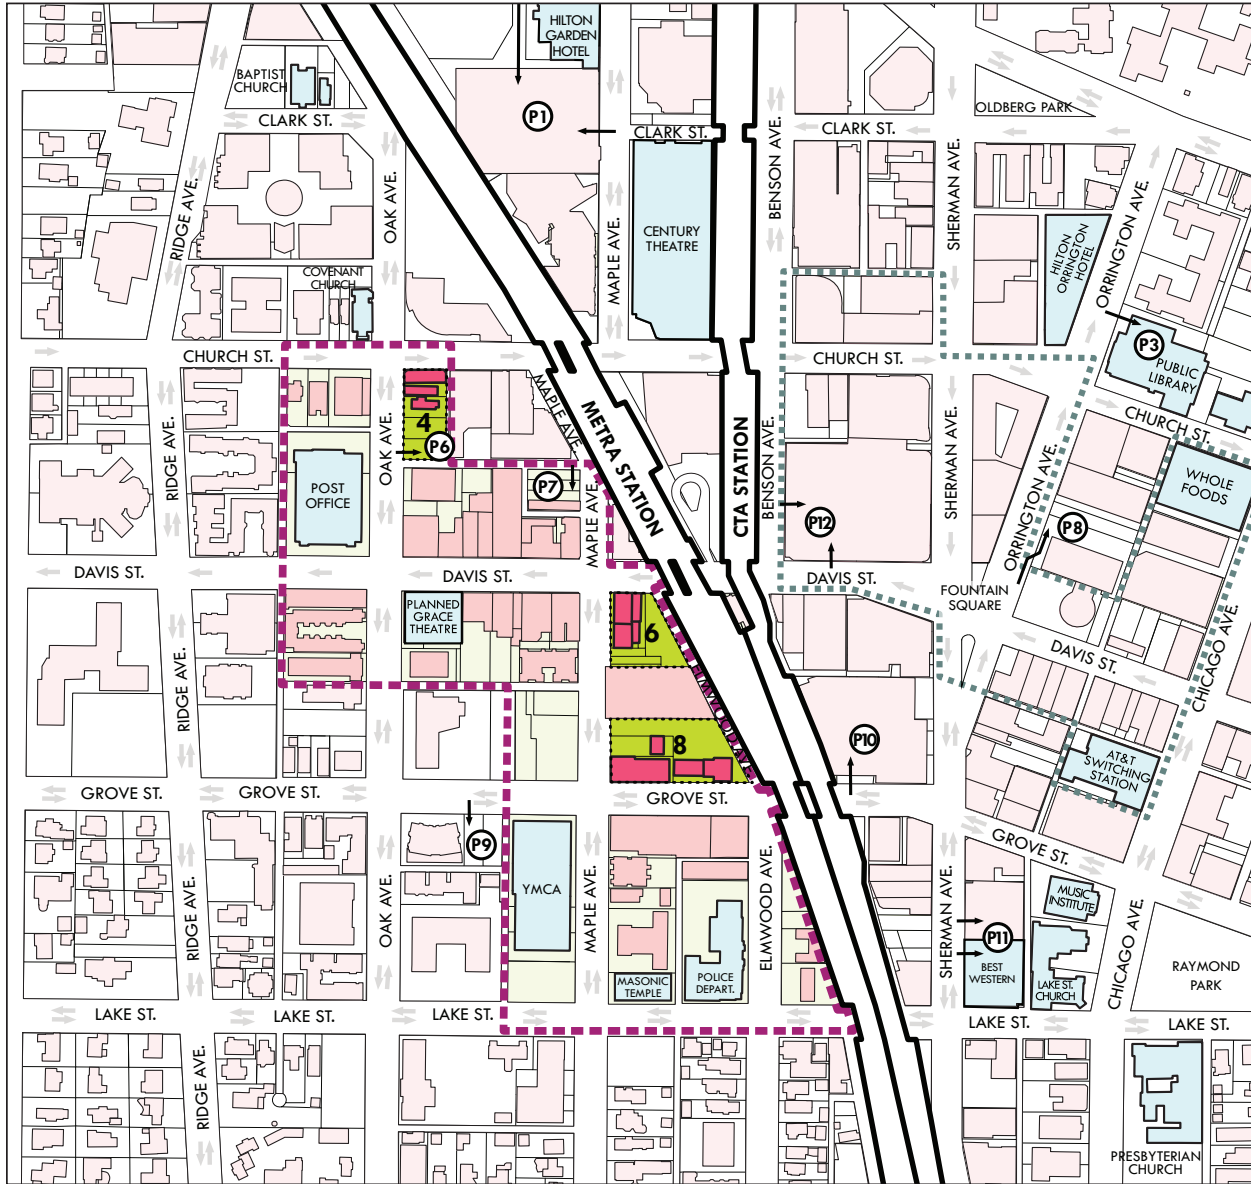 HILTON
GARDEN
HOTEL
BAPTIST
CHURCH
CLARK ST.
P1
CLARK ST.
CLARK ST.
OLDBERG PARK
RIDGE AVE.
OAK AVE.
MAPLE AVE.
BENSON AVE.
SHERMAN AVE.
ORRINGTON AVE.
CENTURY
THEATRE
HILTON
ORRINGTON
HOTEL
COVENANT
CHURCH
CHURCH ST.
CHURCH ST.
P3
PUBLIC
LIBRARY
CHURCH ST.
RIDGE AVE.
OAK AVE.
4
P6
MAPLE AVE.
METRA STATION
CTA STATION
BENSON AVE.
SHERMAN AVE.
ORRINGTON AVE.
WHOLE
FOODS
POST
OFFICE
P7
MAPLE AVE.
P12
P8
DAVIS ST.
DAVIS ST.
DAVIS ST.
FOUNTAIN
SQUARE
PLANNED
GRACE
THEATRE
6
DAVIS ST.
CHICAGO AVE.
RIDGE AVE.
ELMWOOD AVE.
8
P10
AT&T
SWITCHING
STATION
GROVE ST.
GROVE ST.
GROVE ST.
GROVE ST.
P9
YMCA
RIDGE AVE.
OAK AVE.
MAPLE AVE.
ELMWOOD AVE.
SHERMAN AVE.
MUSIC
INSTITUTE
P11
BEST
WESTERN
LAKE ST.
CHURCH
CHICAGO AVE.
RAYMOND
PARK
MASONIC
TEMPLE
POLICE
DEPART.
LAKE ST.
LAKE ST.
LAKE ST.
LAKE ST.
LAKE ST.
RIDGE AVE.
PRESBYTERIAN
CHURCH